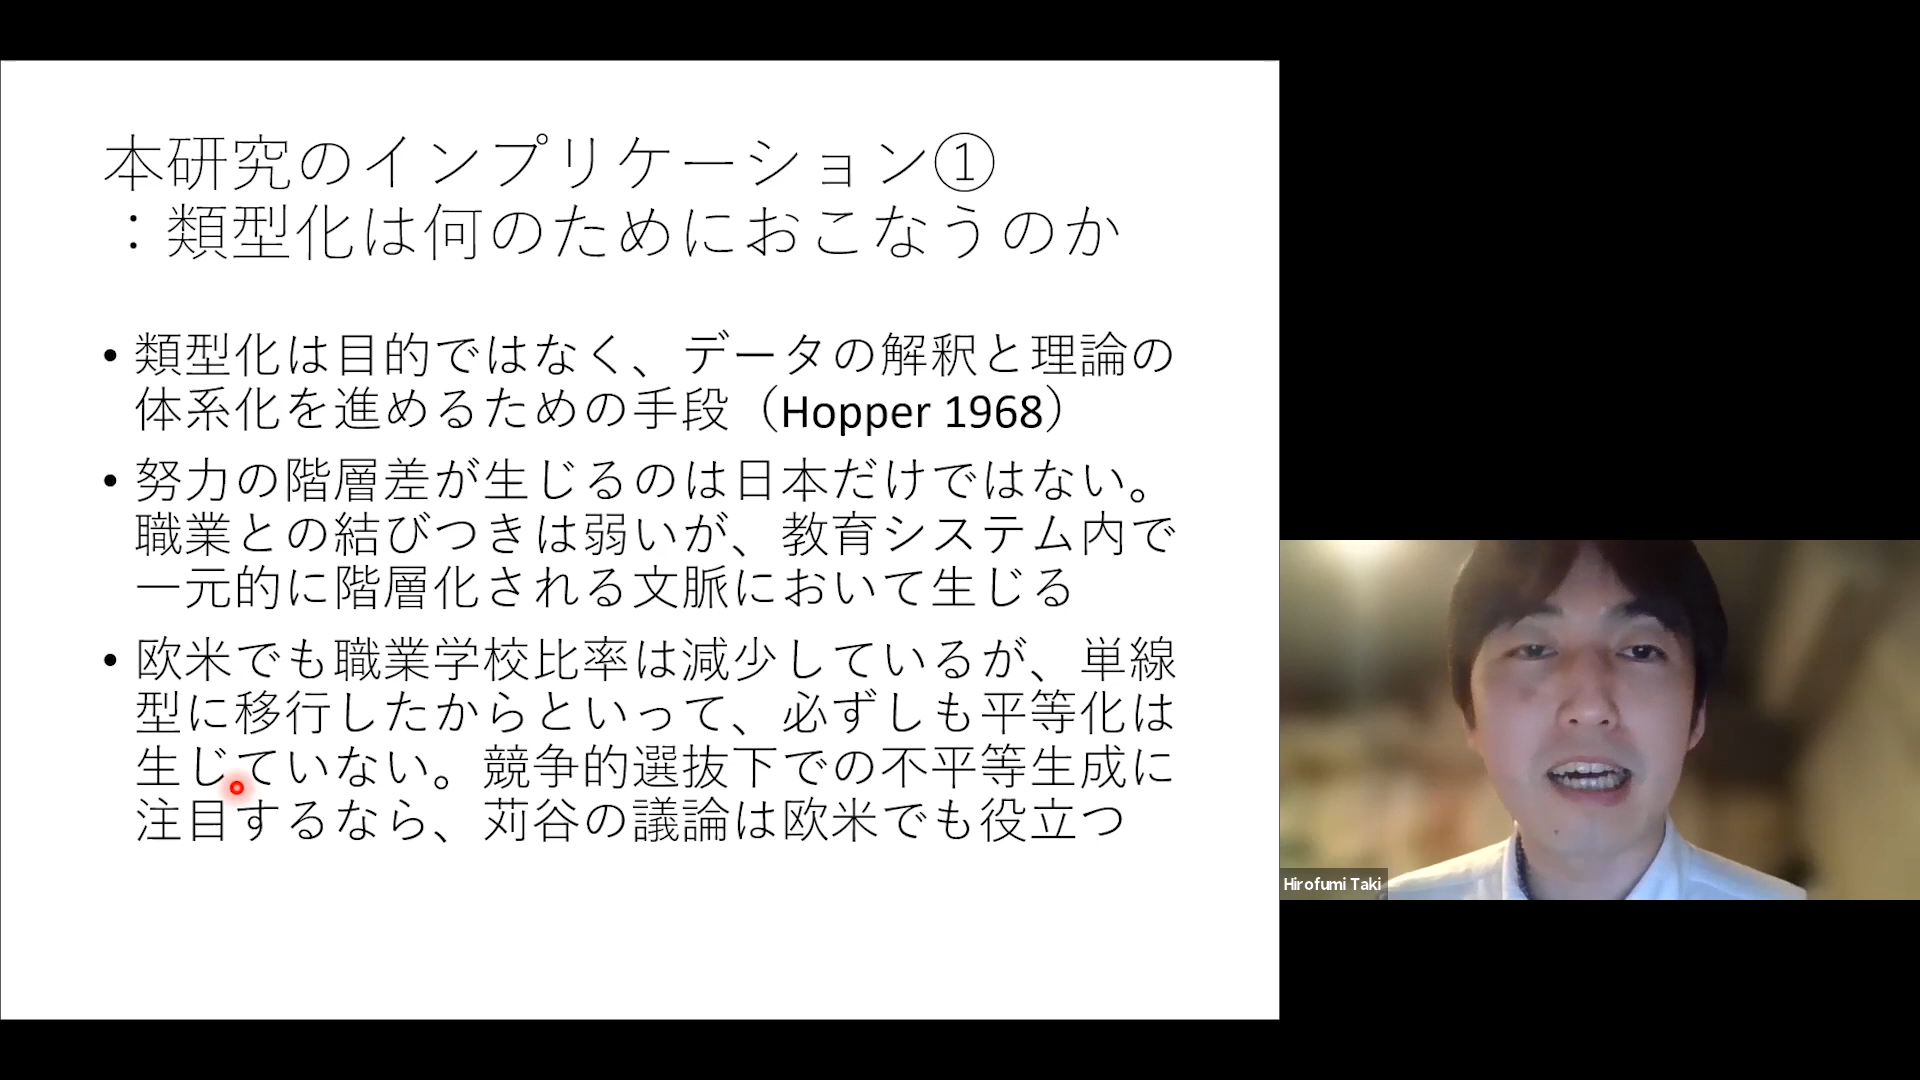 本研究のインプリケーション①
：類型化は何のためにおこなうのか
• 類型化は目的ではなく、データの解釈と理論の
体系化を進めるための手段（Hopper 1968）
• 努力の階層差が生じるのは日本だけではない。
職業との結びつきは弱いが、教育システム内で
一元的に階層化される文脈において生じる
• 欧米でも職業学校比率は減少しているが、単線
型に移行したからといって、必ずしも平等化は
生じていない。競争的選抜下での不平等生成に
注目するなら、苅谷の議論は欧米でも役立つ
Hirofumi Taki